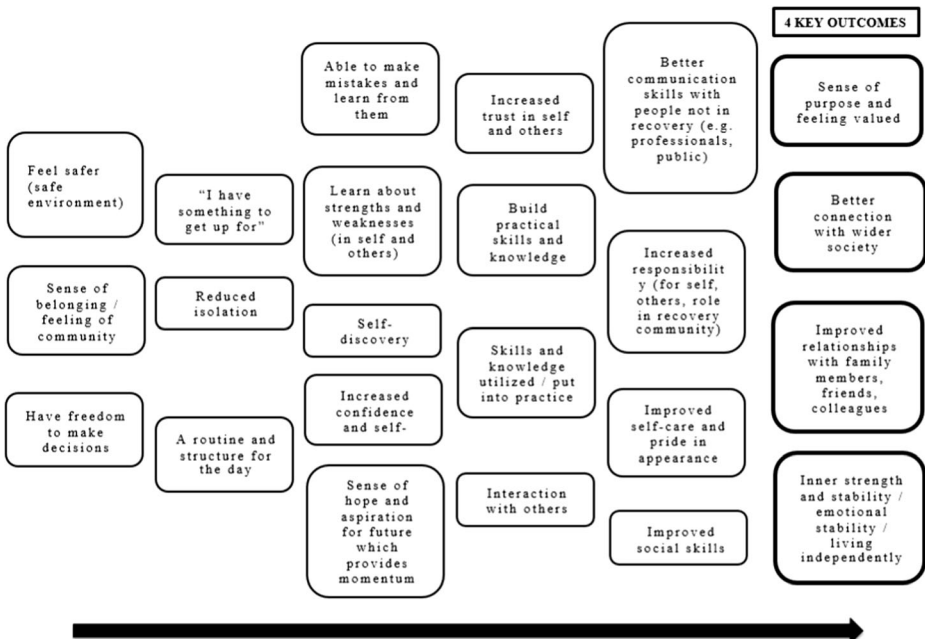 4 KEY OUTCOMES
Feel safer
(safe
environment)
Sense of
belonging /
feeling of
community
Have freedom
to make
decisions
“I have
something to
get up for”
Reduced
isolation
A routine and
structure for
the day
Able to make
mistakes and
learn from
them
Learn about
strengths and
weaknesses
(in self and
others)
Self-
discovery
Increased
confidence
and self-
Sense of
hope and
aspiration
for future
which
provides
momentum
Increased
trust in self
and others
Build
practical
skills and
knowledge
Skills and
knowledge
utilized / put
into practice
Interaction
with others
Better
communication
skills with
people not in
recovery (e.g.
professionals,
public)
Increased
responsibilit
y (for self,
others, role
in recovery
community)
Improved
self-care and
pride in
appearance
Improved
social skills
Sense of
purpose and
feeling valued
Better
connection
with wider
society
Improved
relationships
with family
members,
friends,
colleagues
Inner strength
and stability /
emotional
stability /
living
independently